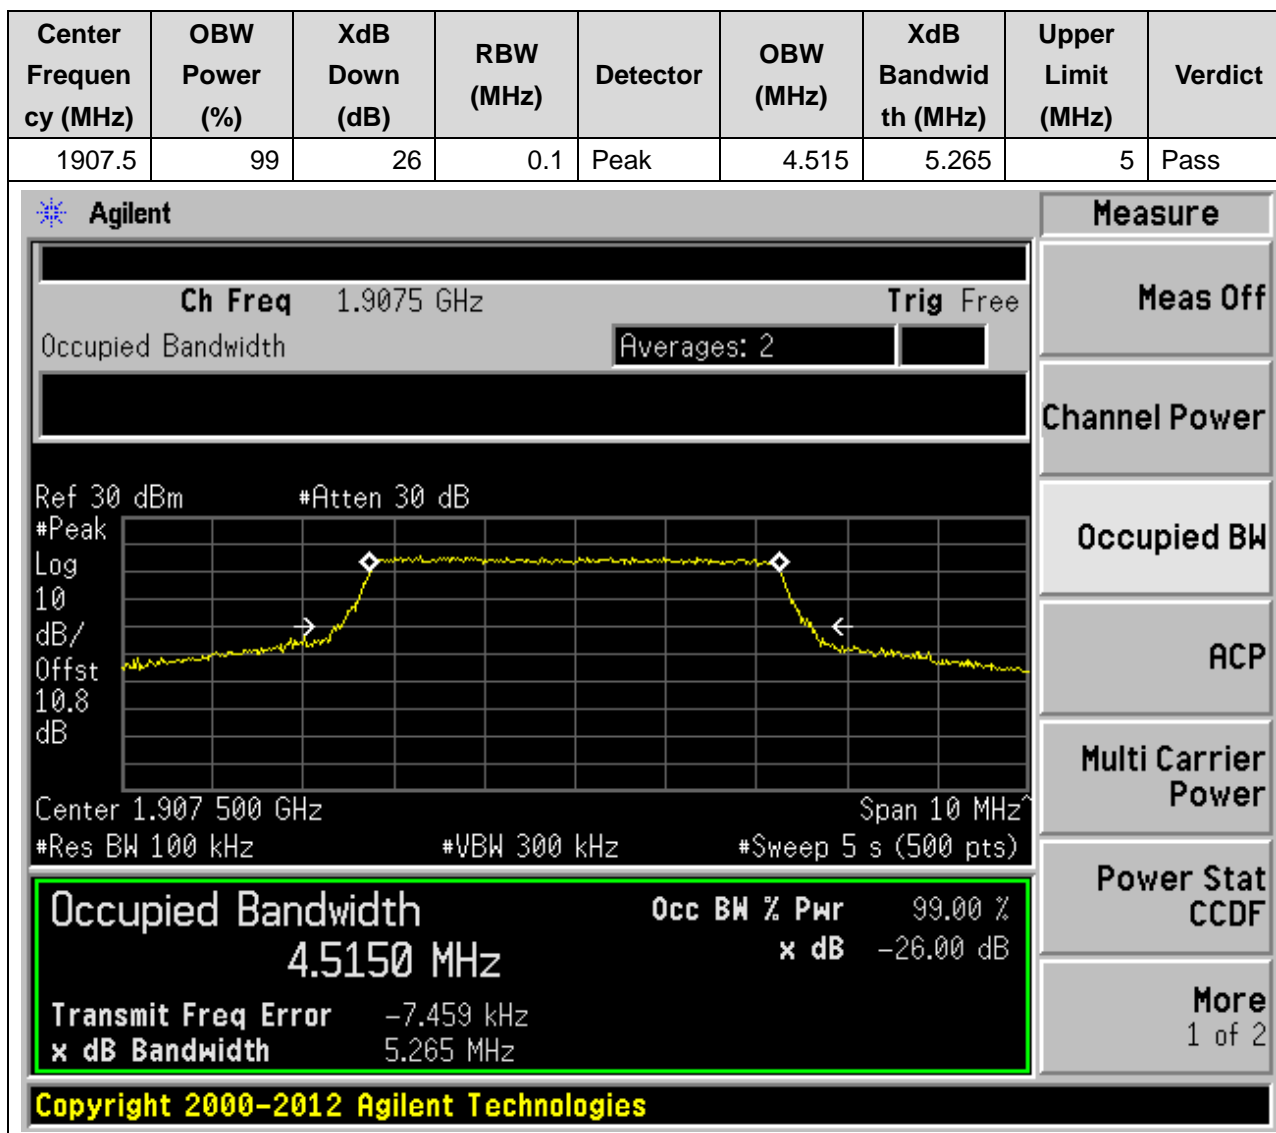 Center Frequen cy (MHz) OBW Power (%) XdB Down (dB) RBW (MHz) Detector OBW (MHz) XdB Bandwid th (MHz) Upper Limit (MHz) Verdict
1907.5 99 26 0.1 Peak 4.515 5.265 5 Pass
Agilent
Measure
Ch Freq 1.9075 GHz Trig Free
Occupied Bandwidth Averages: 2
Ref 30 dBm #Atten 30 dB
#Peak
Log
10
dB/
Offst
10.8
dB
Center 1.907 500 GHz Span 10 MHz^
#Res BW 100 kHz #VBW 300 kHz #Sweep 5 s (500 pts)
Occupied Bandwidth Occ BW % Pwr 99.00 %
4.5150 MHz x dB -26.00 dB
Transmit Freq Error -7.459 kHz
x dB Bandwidth 5.265 MHz
Meas Off
Channel Power
Occupied BW
ACP
Multi Carrier
Power
Power Stat
CCDF
More
1 of 2
Copyright 2000-2012 Agilent Technologies